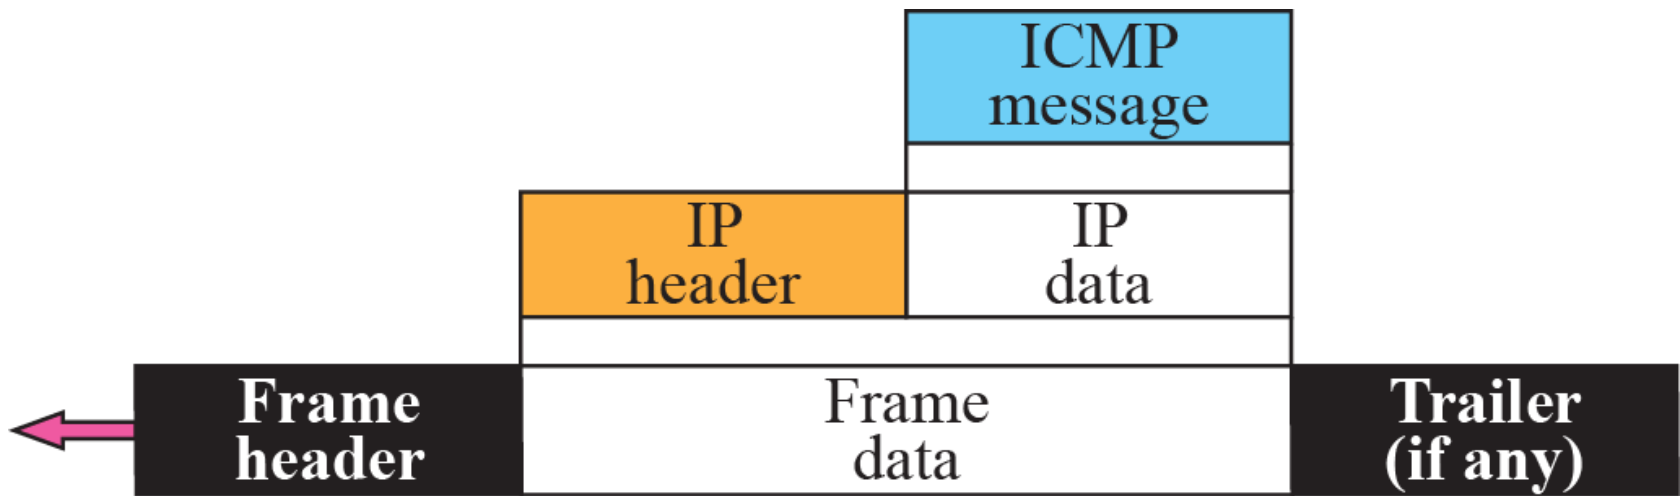 ICMP
message
IP
header
IP
data
Frame
header
Frame
data
Trailer
(if any)